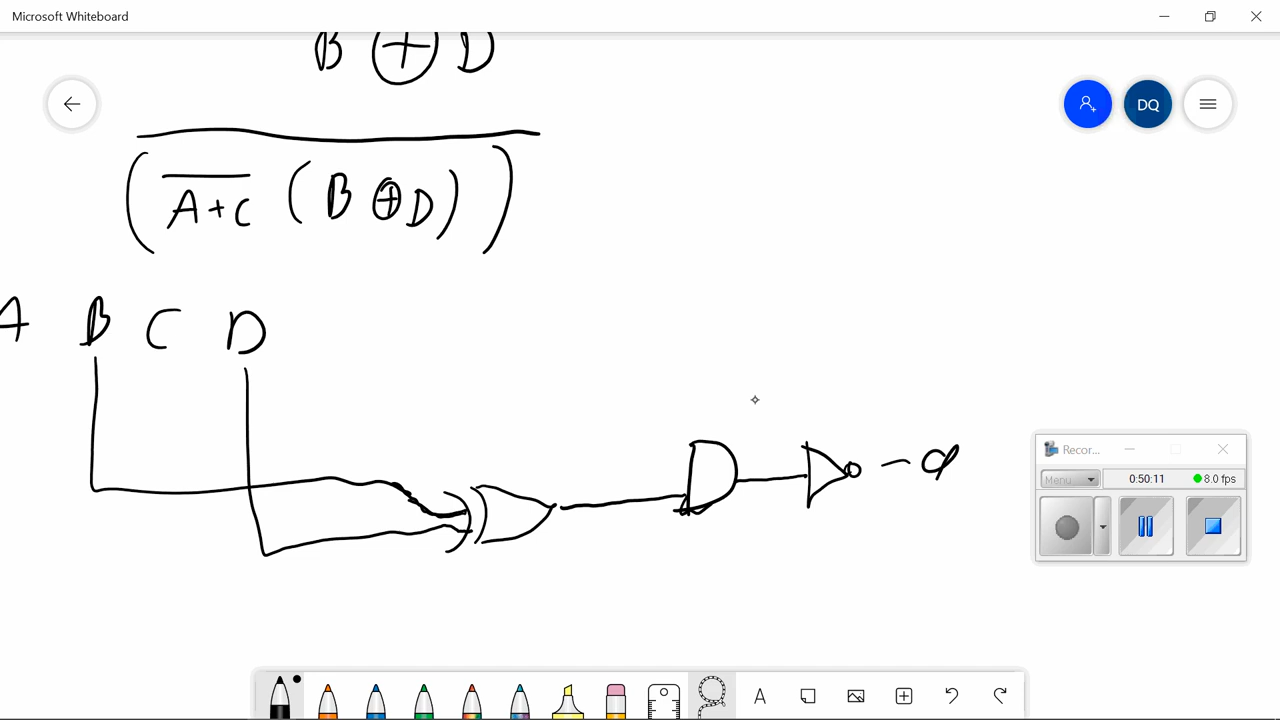 Microsoft Whiteboard
B ⊕ D
DQ
(A+C (B ⊕ D))
A B C D
Recor...
Menu
0:50:11
8.0 fps
A